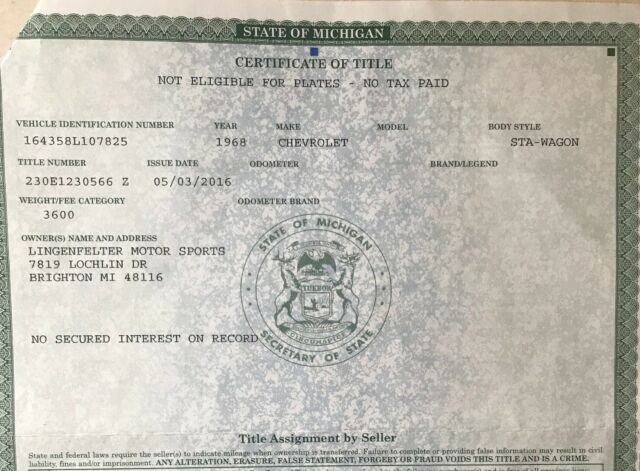 STATE OF MICHIGAN
CERTIFICATE OF TITLE
NOT ELIGIBLE FOR PLATES - NO TAX PAID
VEHICLE IDENTIFICATION NUMBER YEAR MAKE MODEL BODY STYLE
164358L107825 1968 CHEVROLET STA-WAGON
TITLE NUMBER ISSUE DATE ODOMETER BRAND/LEGEND
230E1230566 Z 05/03/2016
WEIGHT/FEE CATEGORY ODOMETER BRAND
3600
OWNER(S) NAME AND ADDRESS
LINGENFELTER MOTOR SPORTS
7819 LOCHLIN DR
BRIGHTON MI 48116
STATE OF MICHIGAN
TUEBOR
CIRCUMSPICE
SECRETARY OF STATE
NO SECURED INTEREST ON RECORD
Title Assignment by Seller
State and federal laws require the seller(s) to indicate mileage when ownership is transferred. Failure to complete or providing false information may result in civil
liability, fines and/or imprisonment. ANY ALTERATION, ERASURE, FALSE STATEMENT, FORGERY OR FRAUD VOIDS THIS TITLE AND IS A CRIME.